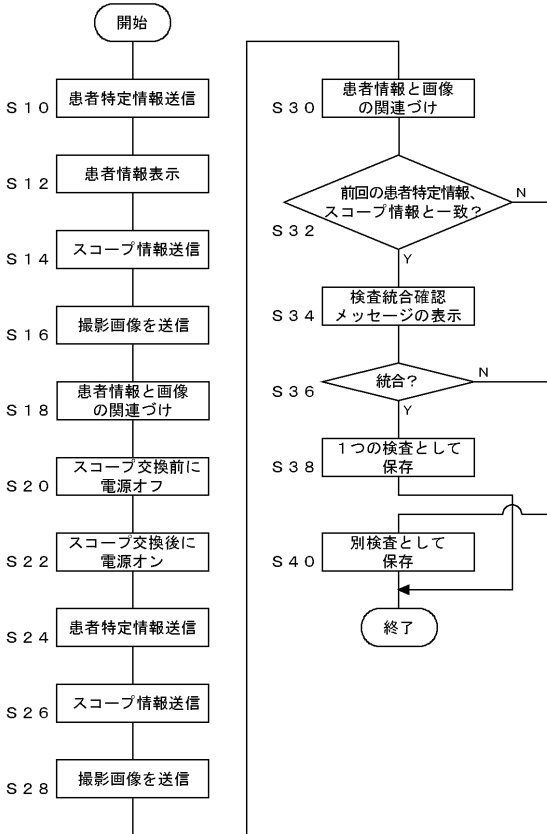 開始
S10
患者特定情報送信
S12
患者情報表示
S14
スコープ情報送信
S16
撮影画像を送信
S18
患者情報と画像
の関連づけ
S20
スコープ交換前に
電源オフ
S22
スコープ交換後に
電源オン
S24
患者特定情報送信
S26
スコープ情報送信
S28
撮影画像を送信
S30
患者情報と画像
の関連づけ
S32
前回の患者特定情報、
スコープ情報と一致？
N
Y
S34
検査統合確認
メッセージの表示
S36
統合？
N
Y
S38
１つの検査として
保存
S40
別検査として
保存
終了